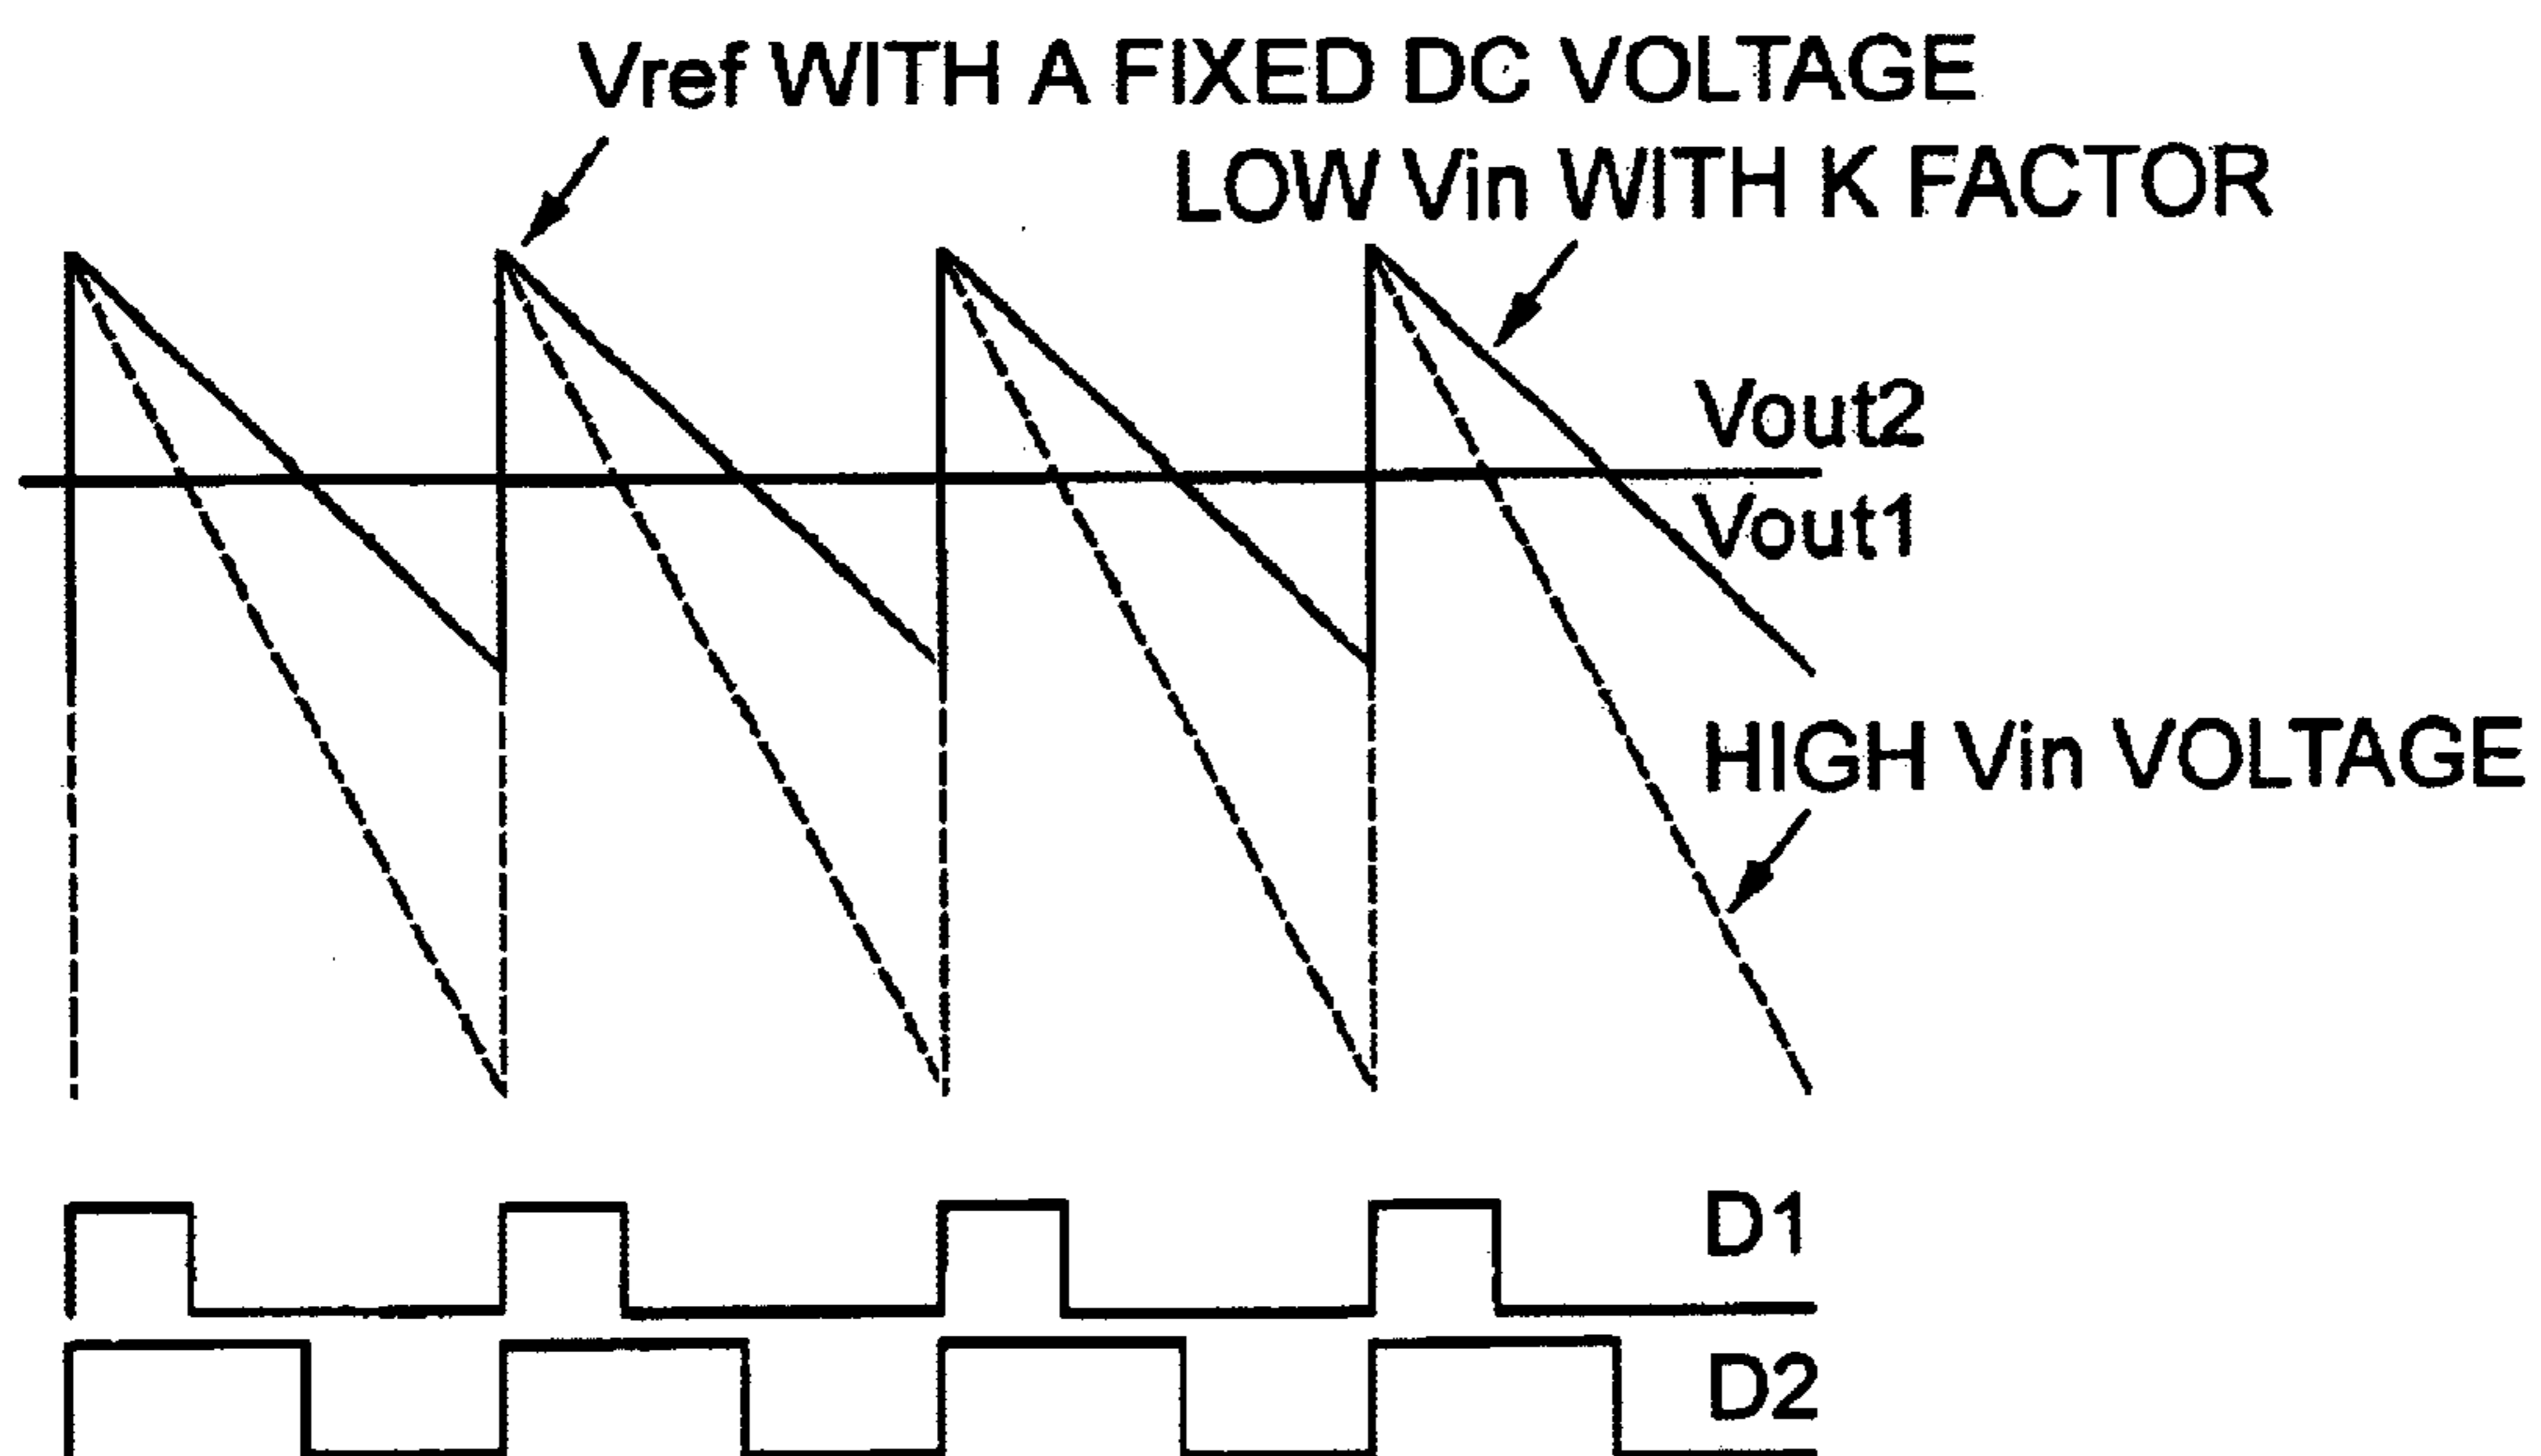 Vref WITH A FIXED DC VOLTAGE
LOW Vin WITH K FACTOR
Vout2
Vout1
HIGH Vin VOLTAGE
D1
D2